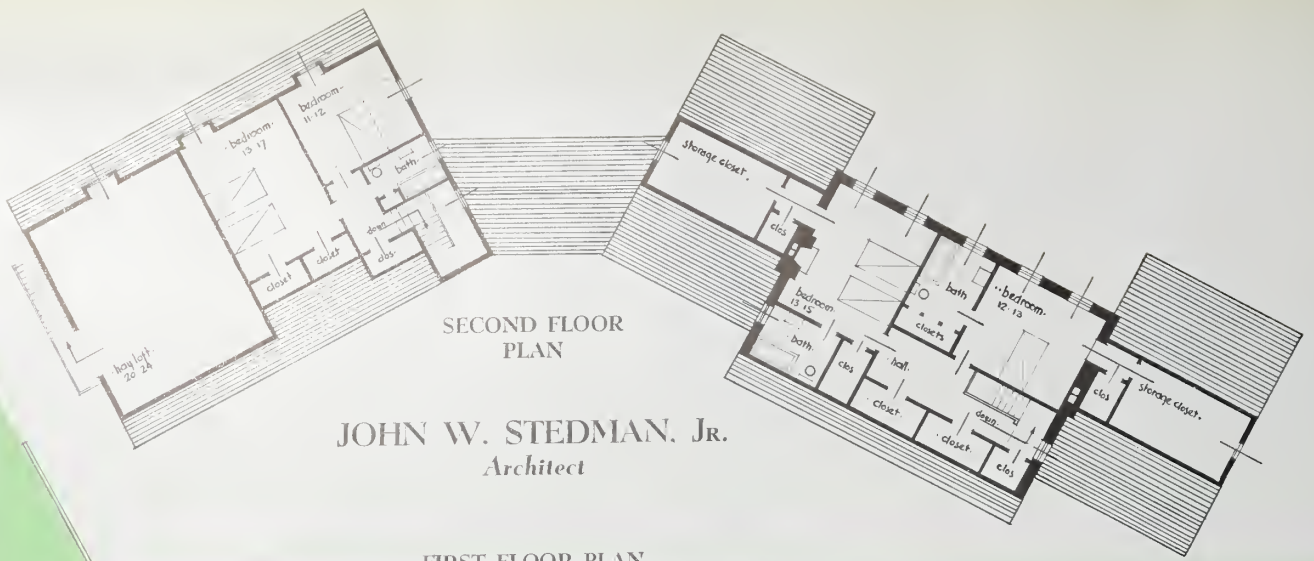 bedroom.
11·12
bedroom.
13·17
bath.
down
closet
closet
clos.
hay loft.
20·24
storage closet.
clos
bedroom.
13·15
bath
closets
bedroom.
12·13
bath.
clos
hall.
closet.
closet
down
clos
clos
storage closet.
SECOND FLOOR
PLAN
JOHN W. STEDMAN, JR.
Architect
FIRST FLOOR PLAN